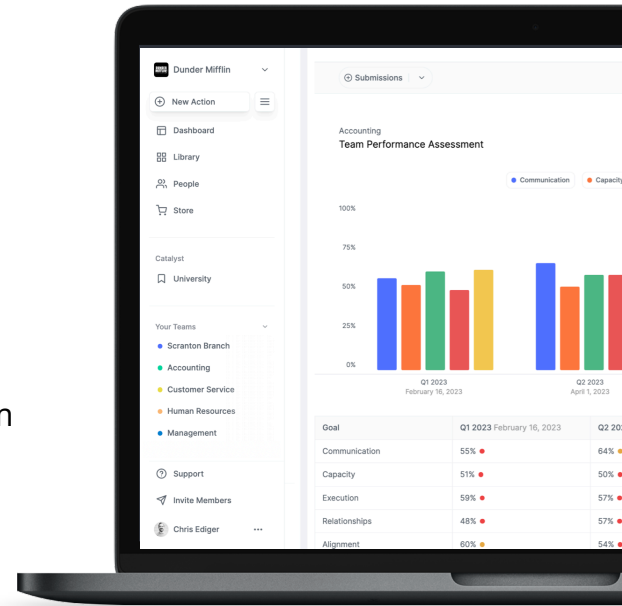 Dunder Mifflin
New Action
Dashboard
Library
People
Store
Catalyst
University
Your Teams
Scranton Branch
Accounting
Customer Service
Human Resources
Management
Support
Invite Members
Chris Ediger
Submissions
Accounting
Team Performance Assessment
Communication Capacity
100%
75%
50%
25%
0%
Q1 2023 Q2 2023
February 16, 2023 April 1, 2023
Goal Q1 2023 February 16, 2023 Q2 202
Communication 55% 64%
Capacity 51% 50%
Execution 59% 57%
Relationships 48% 57%
Alignment 60% 54%